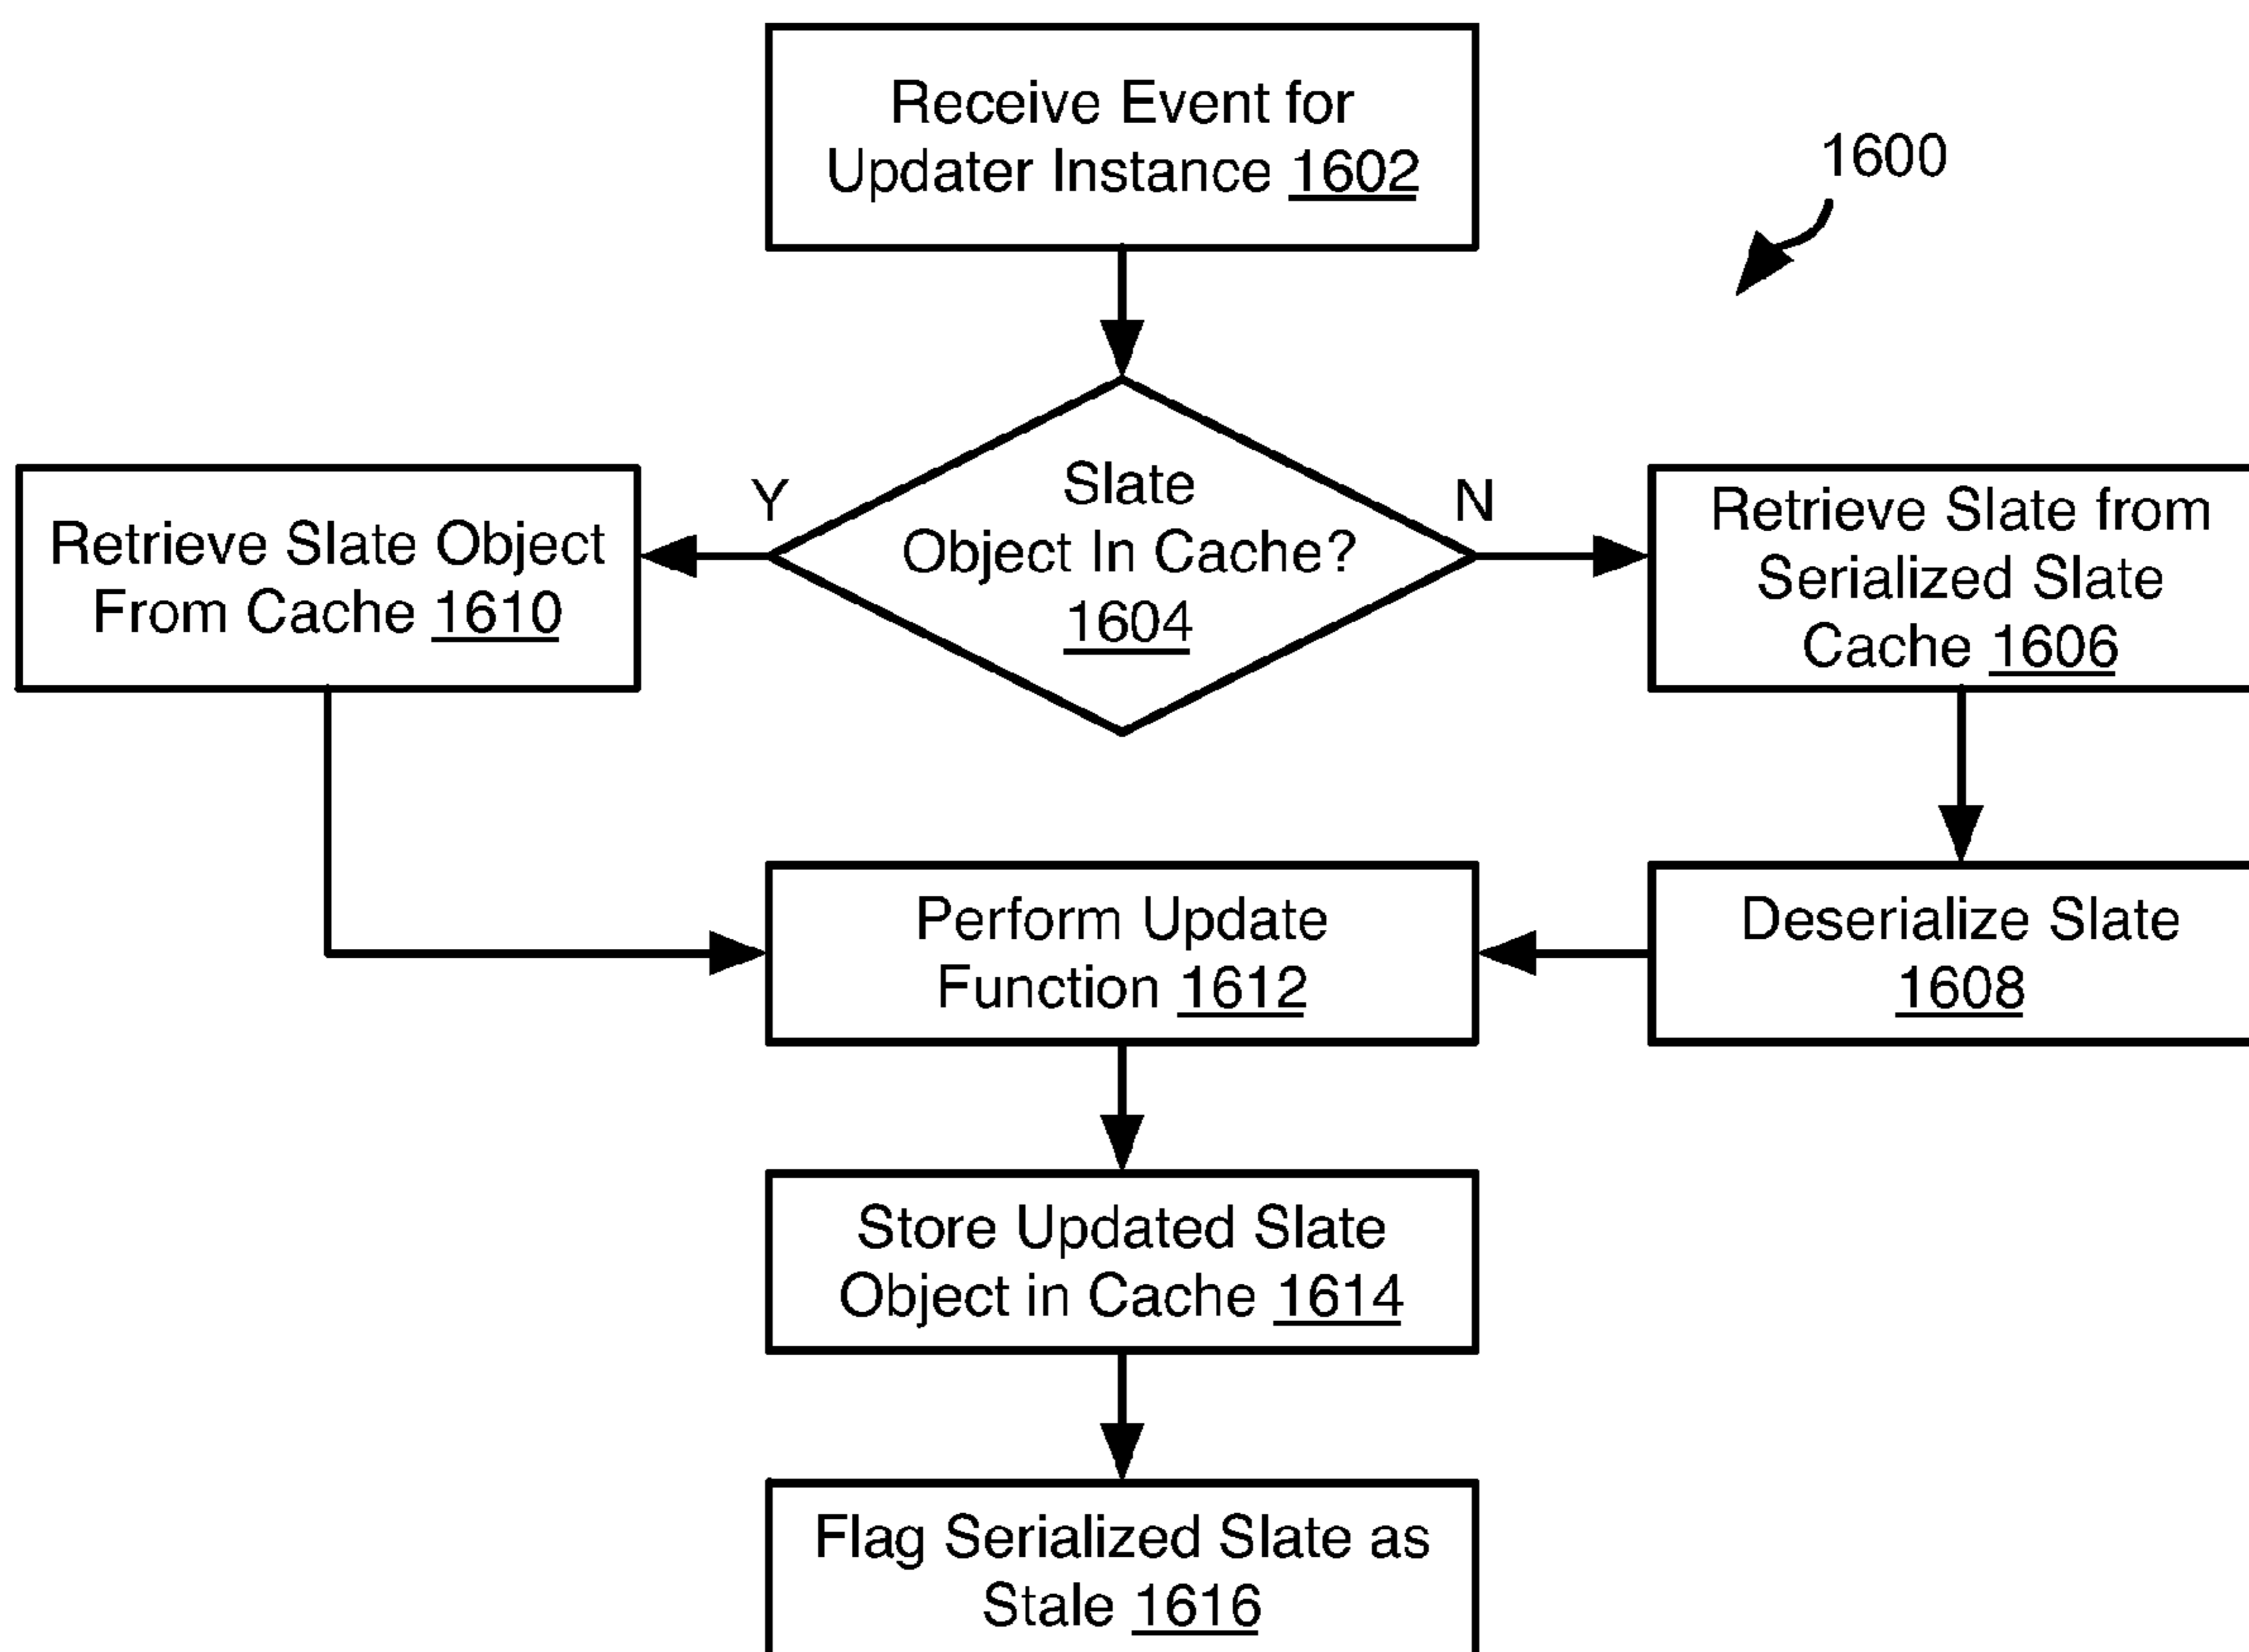 Receive Event for
Updater Instance 1602
1600
Slate
Object In Cache?
1604
Y
N
Retrieve Slate Object
From Cache 1610
Retrieve Slate from
Serialized Slate
Cache 1606
Perform Update
Function 1612
Deserialize Slate
1608
Store Updated Slate
Object in Cache 1614
Flag Serialized Slate as
Stale 1616